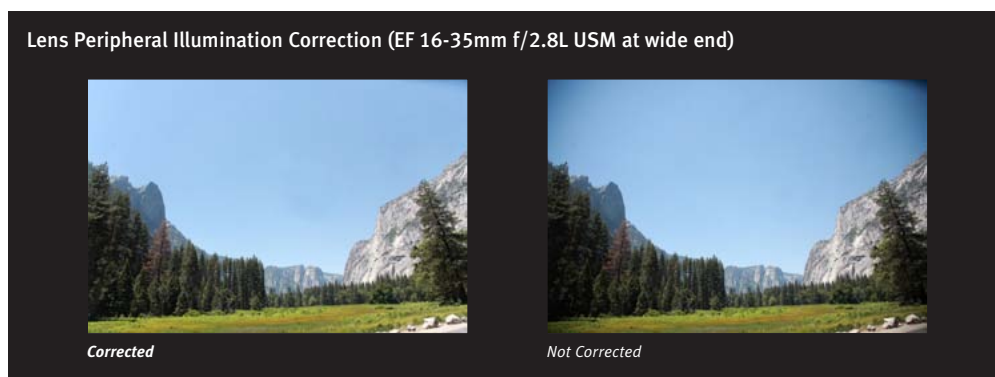 Lens Peripheral Illumination Correction (EF 16-35mm f/2.8L USM at wide end)
Corrected
Not Corrected